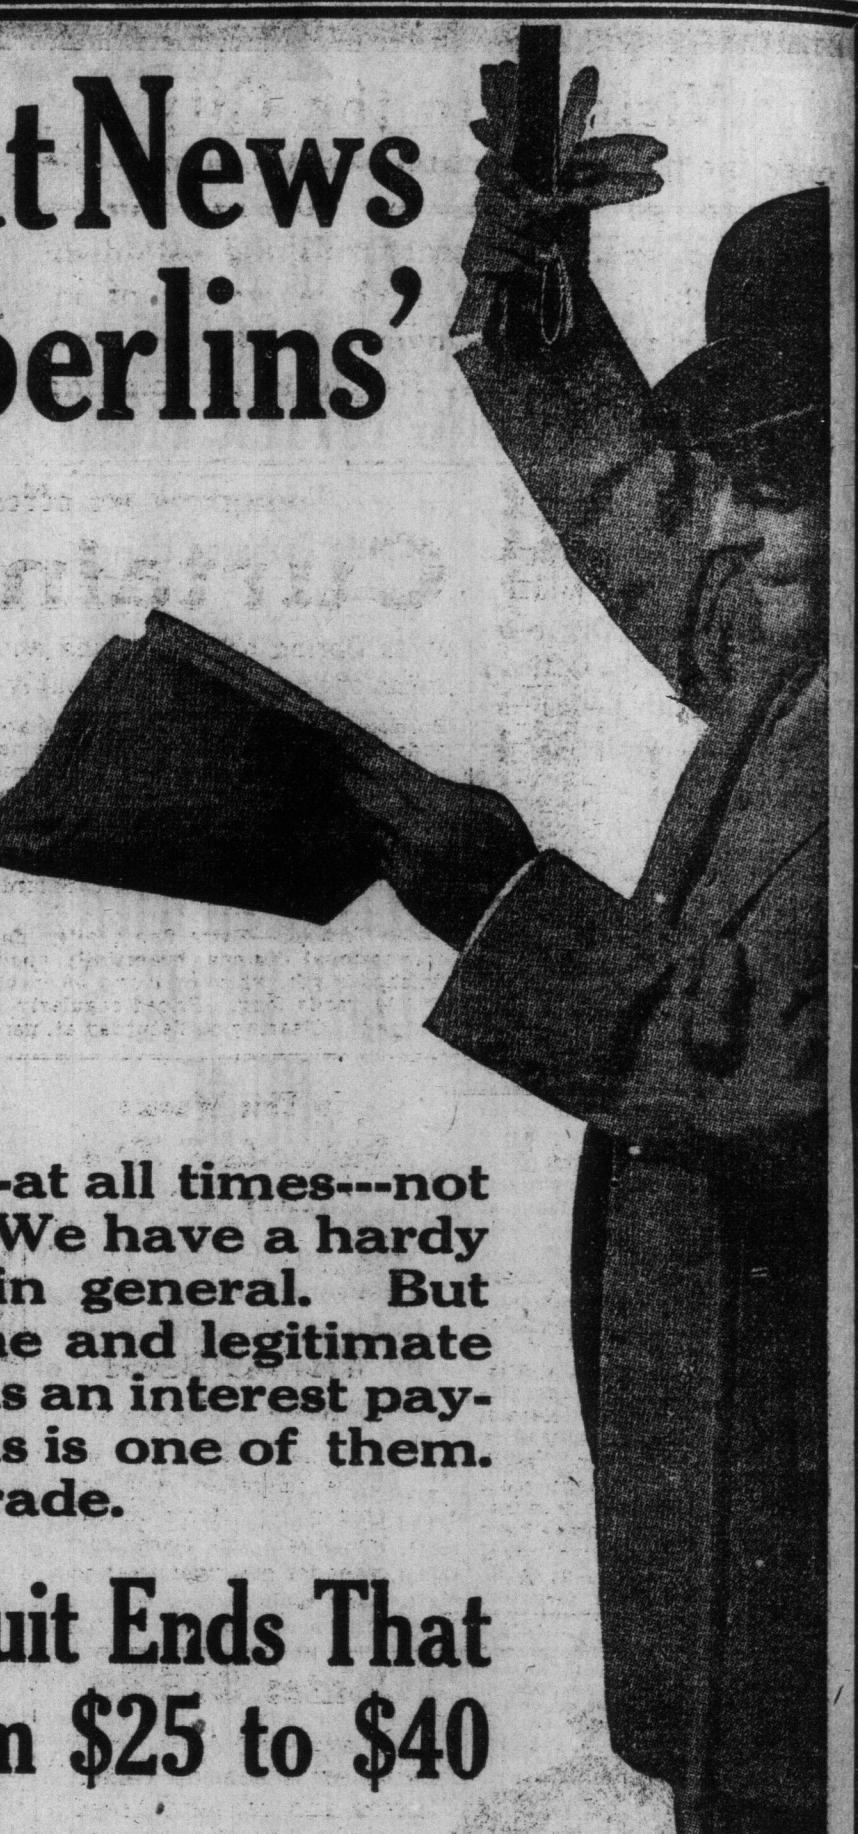 t News
berlins’
-at all times---not
We have a hardy
in general. But
ne and legitimate
s an interest pay-
s is one of them.
rade.
uit Ends That
m $25 to $40